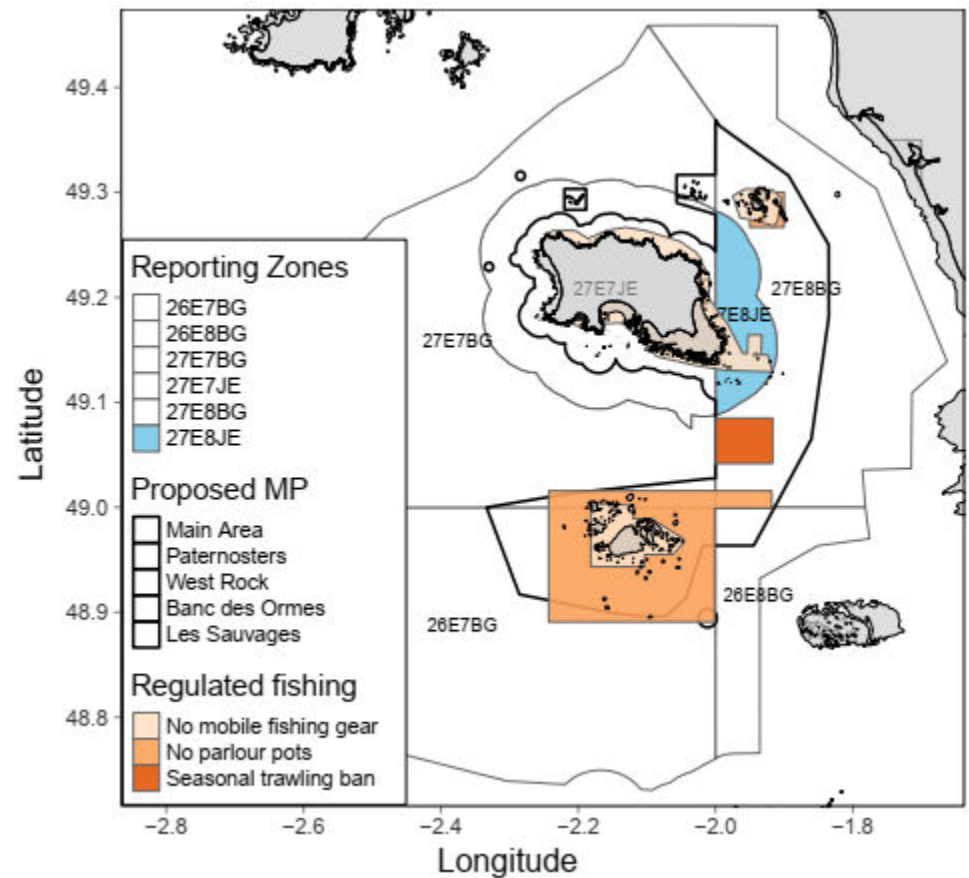 49.4
49.3
49.2
49.1
49.0
48.9
48.8
Latitude
Reporting Zones
26E7BG
26E8BG
27E7BG
27E7JE
27E8BG
27E8JE
Proposed MP
Main Area
Paternosters
West Rock
Banc des Ormes
Les Sauvages
Regulated fishing
No mobile fishing gear
No parlour pots
Seasonal trawling ban
27E7JE
27E8BG
7E8JE
27E7BG
26E8BG
26E7BG
−2.8
−2.6
−2.4
−2.2
−2.0
−1.8
Longitude